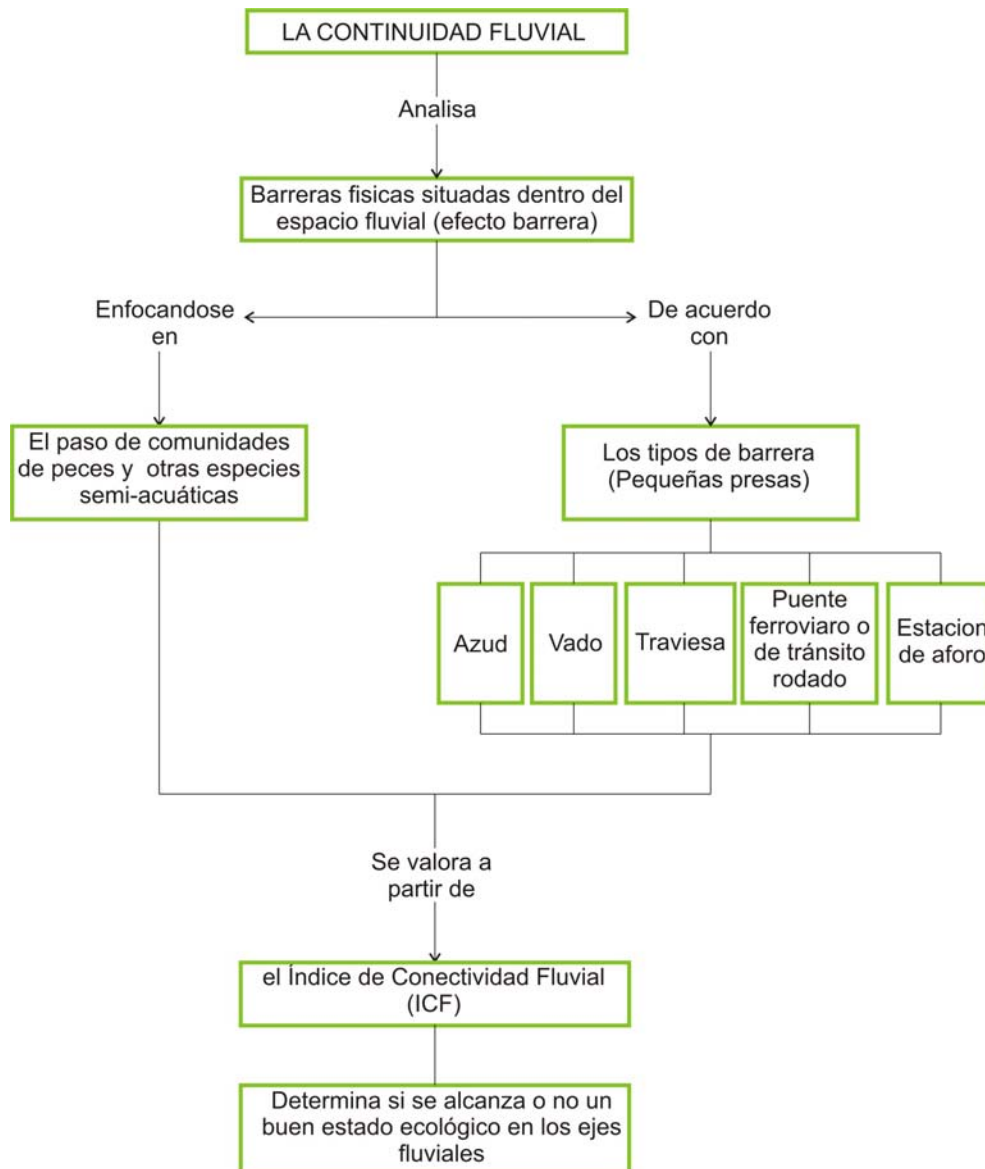 LA CONTINUIDAD FLUVIAL
Analisa
Barreras fisicas situadas dentro del
espacio fluvial (efecto barrera)
Enfocandose
en
De acuerdo
con
El paso de comunidades
de peces y otras especies
semi-acuáticas
Los tipos de barrera
(Pequeñas presas)
Azud
Vado
Traviesa
Puente
ferroviaro o
de tránsito
rodado
Estacion
de aforo
Se valora a
partir de
el Índice de Conectividad Fluvial
(ICF)
Determina si se alcanza o no un
buen estado ecológico en los ejes
fluviales